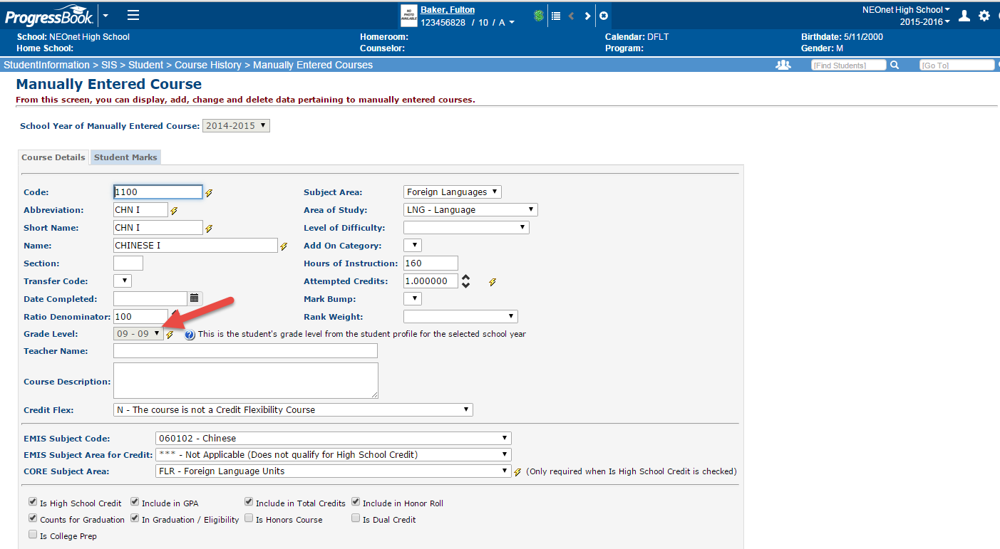 ProgressBook.
NO PHOTO AVAILABLE
Baker, Fulton
123456828 / 10 / A
NEOnet High School
2015-2016
School: NEOnet High School
Homeroom:
Calendar: DFLT
Birthdate: 5/11/2000
Home School:
Counselor:
Program:
Gender: M
StudentInformation > SIS > Student > Course History > Manually Entered Courses
[Find Students]
[Go To]
Manually Entered Course
From this screen, you can display, add, change and delete data pertaining to manually entered courses.
School Year of Manually Entered Course: 2014-2015
Course Details
Student Marks
Code: 1100
Subject Area: Foreign Languages
Abbreviation: CHN I
Area of Study: LNG - Language
Short Name: CHN I
Level of Difficulty:
Name: CHINESE I
Add On Category:
Section:
Hours of Instruction: 160
Transfer Code:
Attempted Credits: 1.000000
Date Completed:
Mark Bump:
Ratio Denominator: 100
Rank Weight:
Grade Level: 09 - 09 ? This is the student's grade level from the student profile for the selected school year
Teacher Name:
Course Description:
Credit Flex: N - The course is not a Credit Flexibility Course
EMIS Subject Code: 060102 - Chinese
EMIS Subject Area for Credit: *** - Not Applicable (Does not qualify for High School Credit)
CORE Subject Area: FLR - Foreign Language Units (Only required when Is High School Credit is checked)
Is High School Credit Include in GPA Include in Total Credits Include in Honor Roll
Counts for Graduation In Graduation / Eligibility Is Honors Course Is Dual Credit
Is College Prep